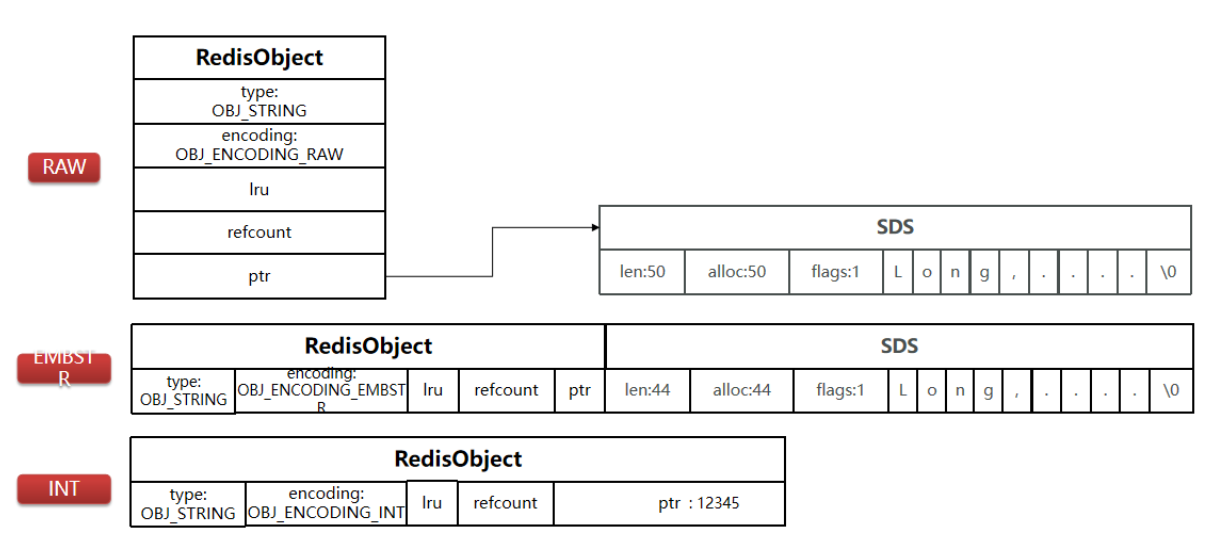 RedisObject
type:
OBJ_STRING
encoding:
OBJ_ENCODING_RAW
RAW
lru
refcount
ptr
SDS
len:50 alloc:50 flags:1 L o n g , . . . . \0
EMBST
R
RedisObject SDS
type:
OBJ_STRING
encoding:
OBJ_ENCODING_EMBST
R
lru refcount ptr len:44 alloc:44 flags:1 L o n g , . . . . \0
INT
RedisObject
type:
OBJ_STRING
encoding:
OBJ_ENCODING_INT
lru refcount ptr : 12345